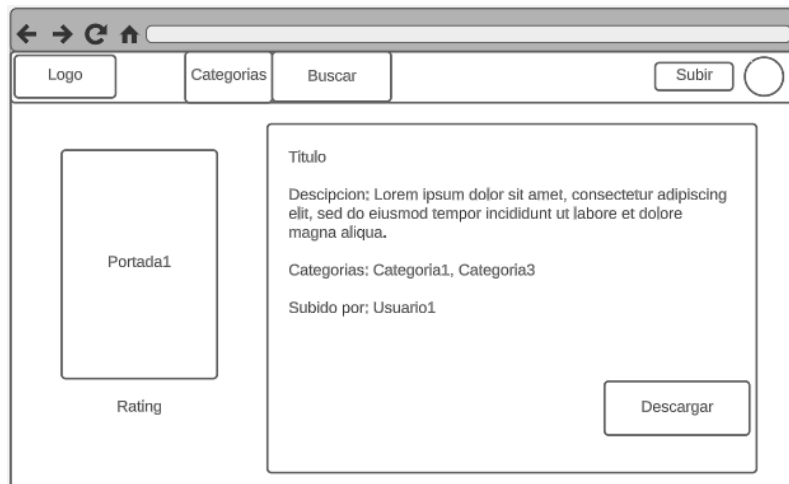 Logo
Categorias
Buscar
Subir
Portada1
Rating
Titulo
Descipcion: Lorem ipsum dolor sit amet, consectetur adipiscing
elit, sed do eiusmod tempor incididunt ut labore et dolore
magna aliqua.
Categorias: Categoria1, Categoria3
Subido por: Usuario1
Descargar